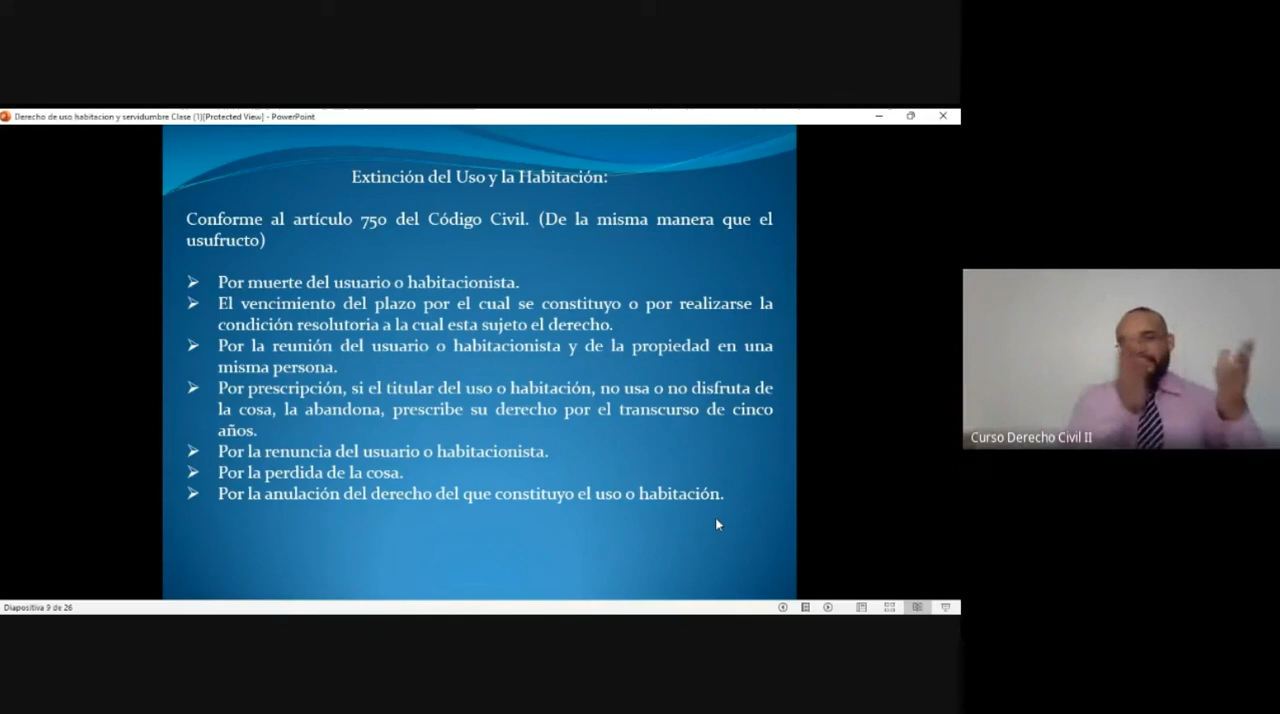 Derecho de uso habitacion y servidumbre Clase (1)[Protected View] - PowerPoint
Extinción del Uso y la Habitación:
Conforme al artículo 750 del Código Civil. (De la misma manera que el
usufructo)
Por muerte del usuario o habitacionista.
El vencimiento del plazo por el cual se constituyo o por realizarse la
condición resolutoria a la cual esta sujeto el derecho.
Por la reunión del usuario o habitacionista y de la propiedad en una
misma persona.
Por prescripción, si el titular del uso o habitación, no usa o no disfruta de
la cosa, la abandona, prescribe su derecho por el transcurso de cinco
años.
Por la renuncia del usuario o habitacionista.
Por la perdida de la cosa.
Por la anulación del derecho del que constituyo el uso o habitación.
Diapositiva 9 de 26
Curso Derecho Civil II